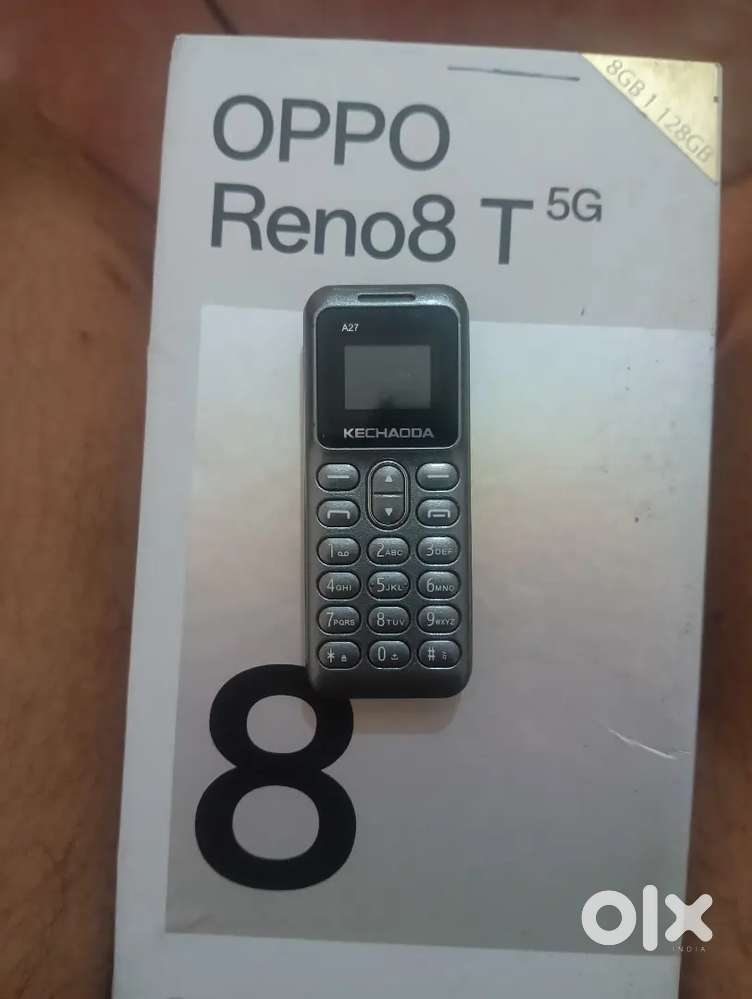 8GB | 128GB
OPPO
Reno8 T 5G
A27
KECHAODA
1
2ABC
3DEF
4GHI
5JKL
6MNO
7PQRS
8TUV
9WXYZ
*
0
#
8
olx
INDIA